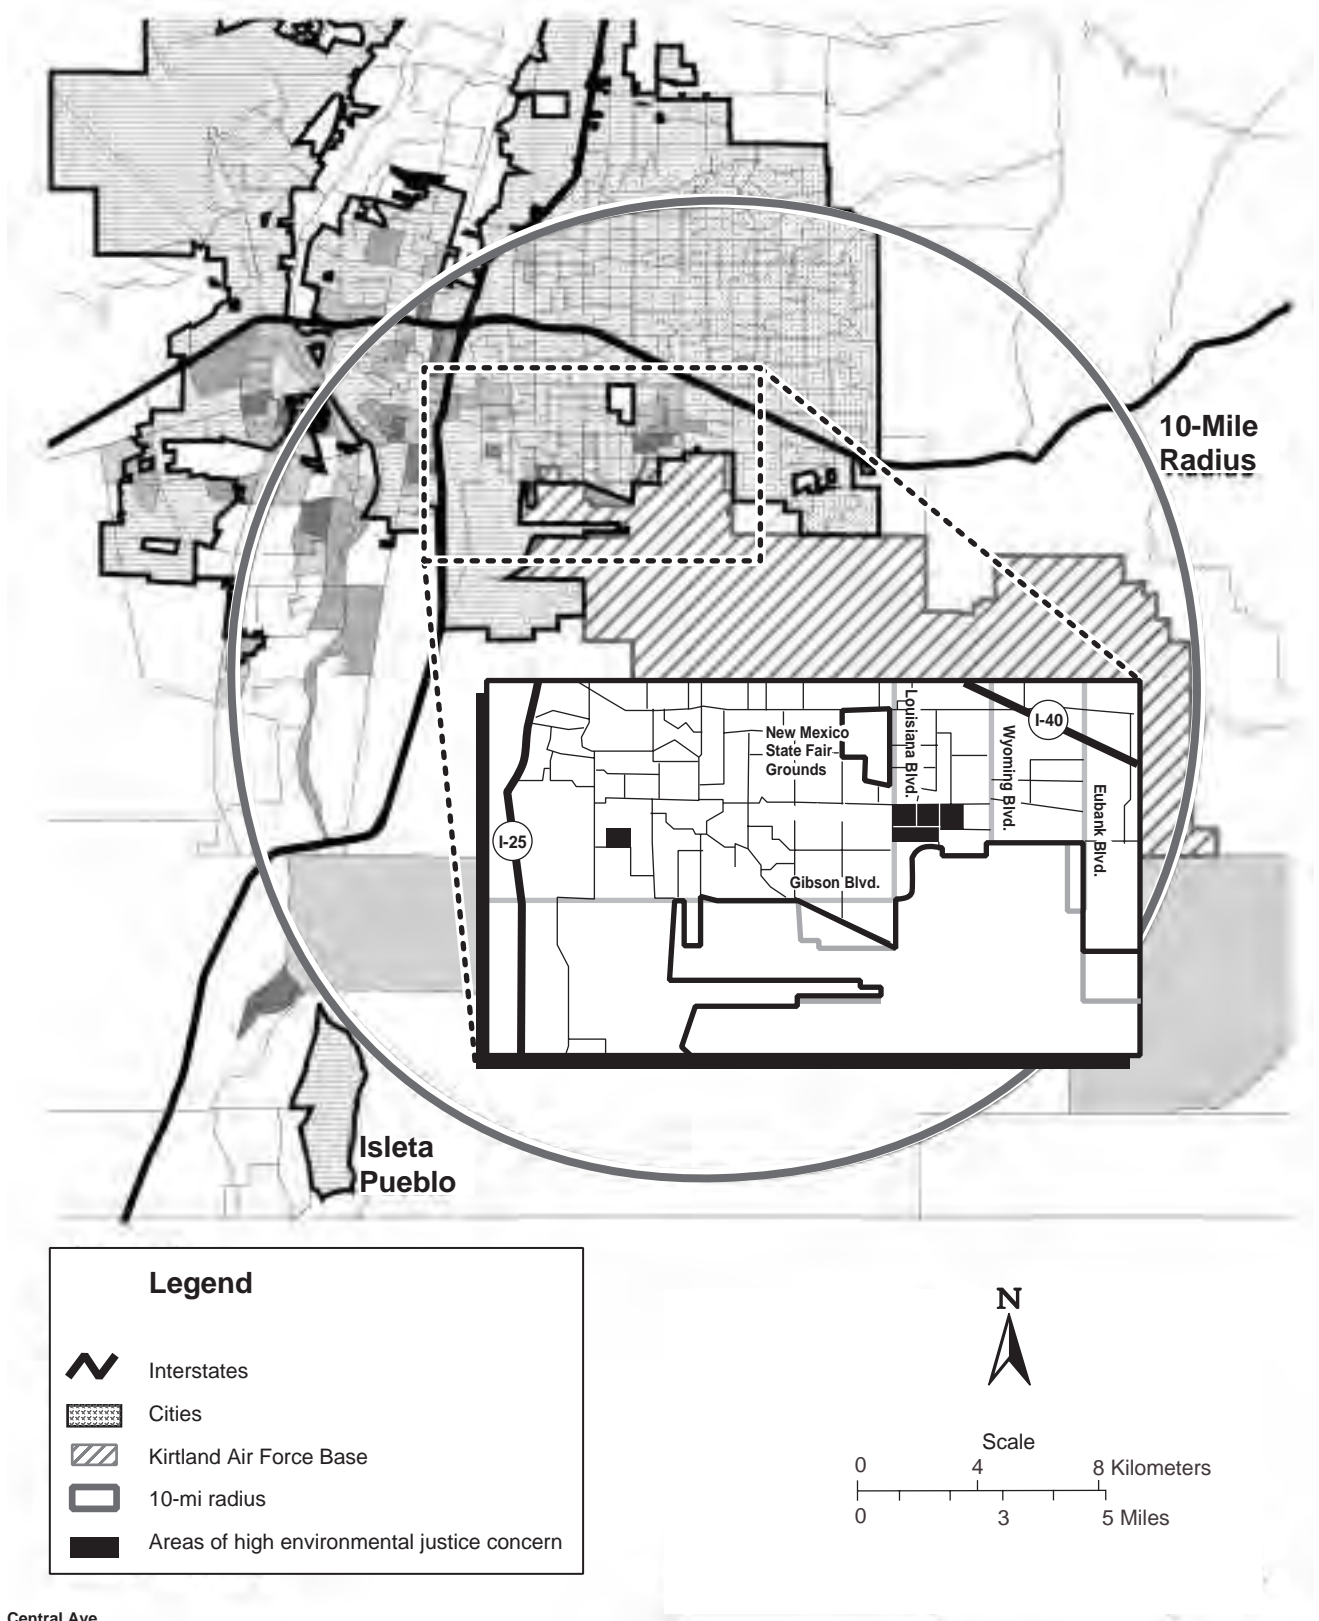 10-Mile
Radius
New Mexico
State Fair
Grounds
Louisiana Blvd.
Wyoming Blvd.
I-40
Eubank Blvd.
I-25
Gibson Blvd.
Isleta
Pueblo
Legend
Interstates
Cities
Kirtland Air Force Base
10-mi radius
Areas of high environmental justice concern
N
Scale
0 4 8 Kilometers
0 3 5 Miles
Central Ave